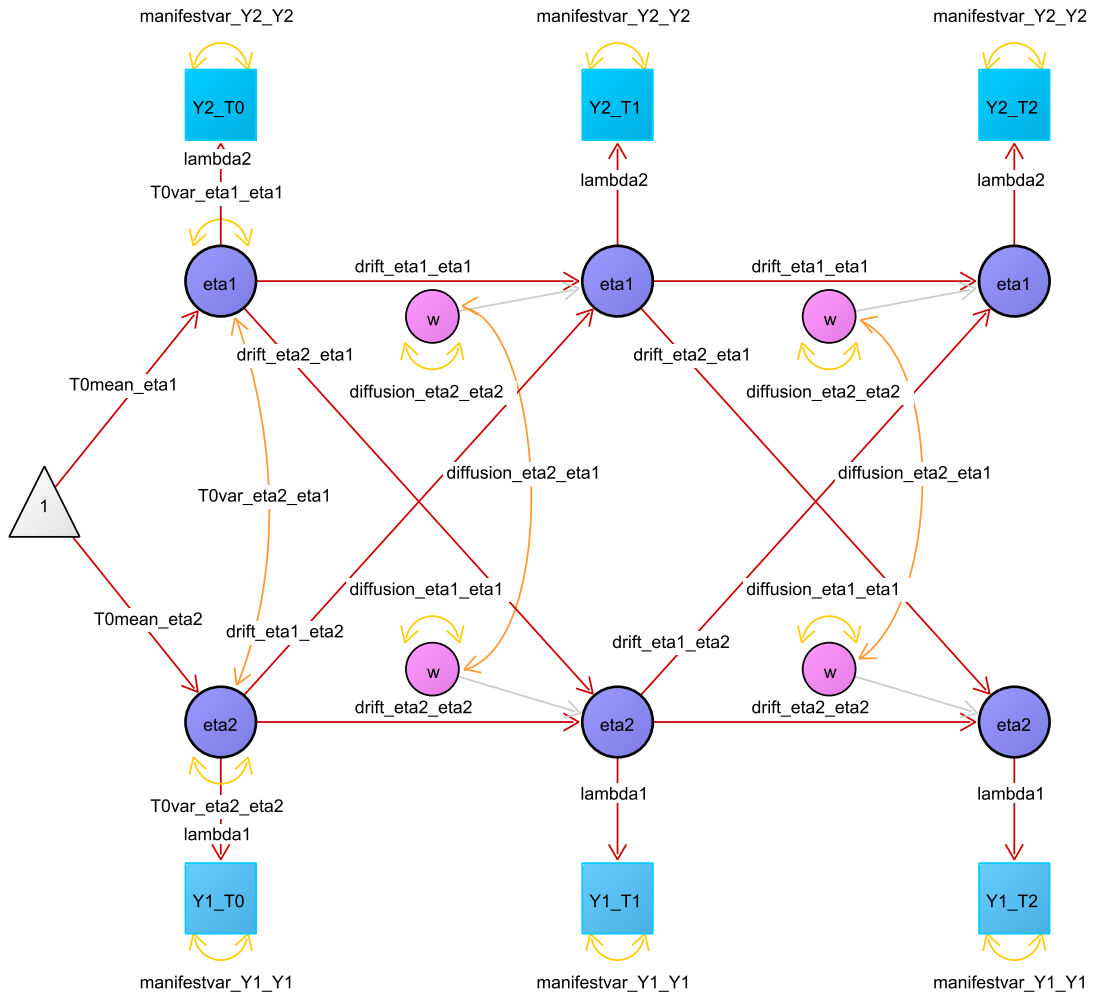 manifestvar_Y2_Y2 manifestvar_Y2_Y2 manifestvar_Y2_Y2
Y2_T0 Y2_T1 Y2_T2
lambda2
lambda2 lambda2
T0var_eta1_eta1
drift_eta1_eta1 drift_eta1_eta1
eta1 eta1 eta1
w w
drift_eta2_eta1 drift_eta2_eta1
T0mean_eta1
diffusion_eta2_eta2 diffusion_eta2_eta2
diffusion_eta2_eta1 diffusion_eta2_eta1
T0var_eta2_eta1
1
diffusion_eta1_eta1 diffusion_eta1_eta1
T0mean_eta2
drift_eta1_eta2
drift_eta1_eta2
w w
drift_eta2_eta2 drift_eta2_eta2
eta2 eta2 eta2
lambda1 lambda1
T0var_eta2_eta2
lambda1
Y1_T0 Y1_T1 Y1_T2
manifestvar_Y1_Y1 manifestvar_Y1_Y1 manifestvar_Y1_Y1